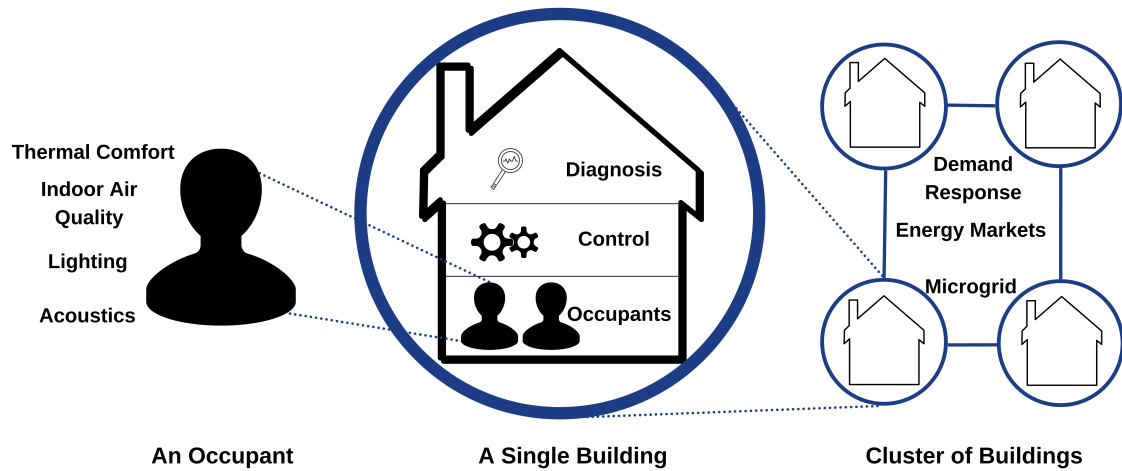 Thermal Comfort
Indoor Air
Quality
Lighting
Acoustics
An Occupant
Diagnosis
Control
Occupants
A Single Building
Demand
Response
Energy Markets
Microgrid
Cluster of Buildings